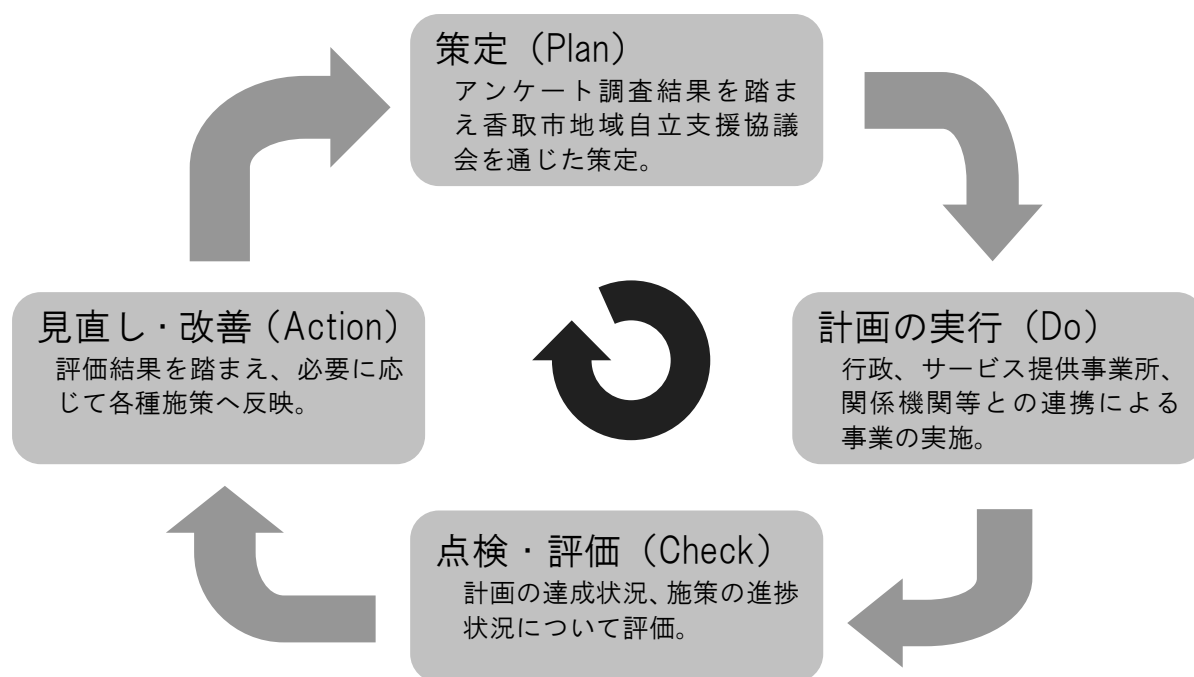 策定（Plan）
アンケート調査結果を踏ま
え香取市地域自立支援協議
会を通じた策定。
見直し・改善（Action）
評価結果を踏まえ、必要に応
じて各種施策へ反映。
計画の実行（Do）
行政、サービス提供事業所、
関係機関等との連携による
事業の実施。
点検・評価（Check）
計画の達成状況、施策の進捗
状況について評価。